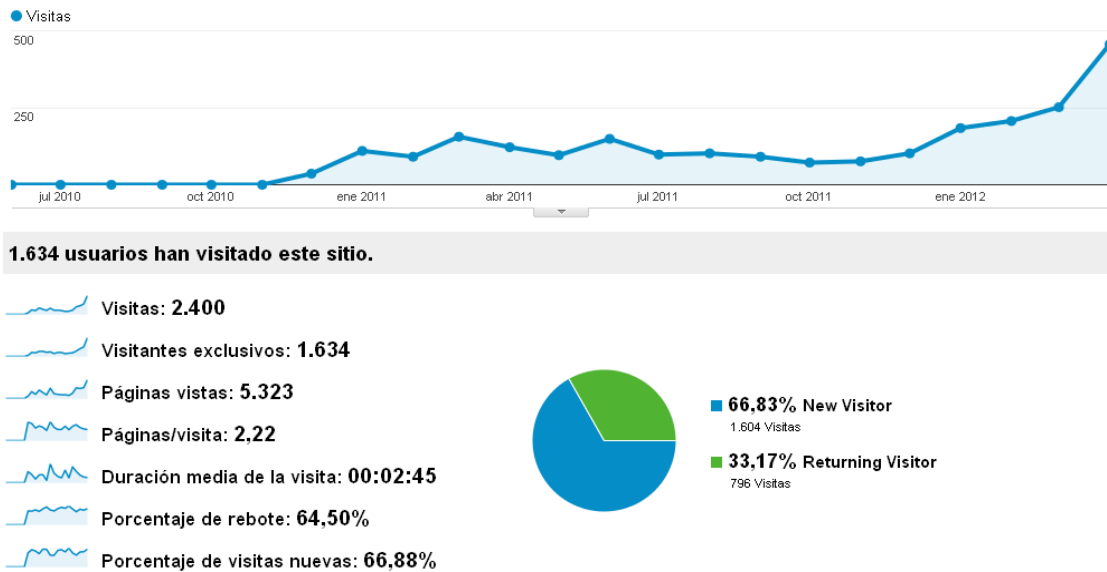 Visitas
500
250
jul 2010 oct 2010 ene 2011 abr 2011 jul 2011 oct 2011 ene 2012
1.634 usuarios han visitado este sitio.
Visitas: 2.400
Visitantes exclusivos: 1.634
Páginas vistas: 5.323
Páginas/visita: 2,22
Duración media de la visita: 00:02:45
Porcentaje de rebote: 64,50%
Porcentaje de visitas nuevas: 66,88%
66,83% New Visitor
1.604 Visitas
33,17% Returning Visitor
796 Visitas